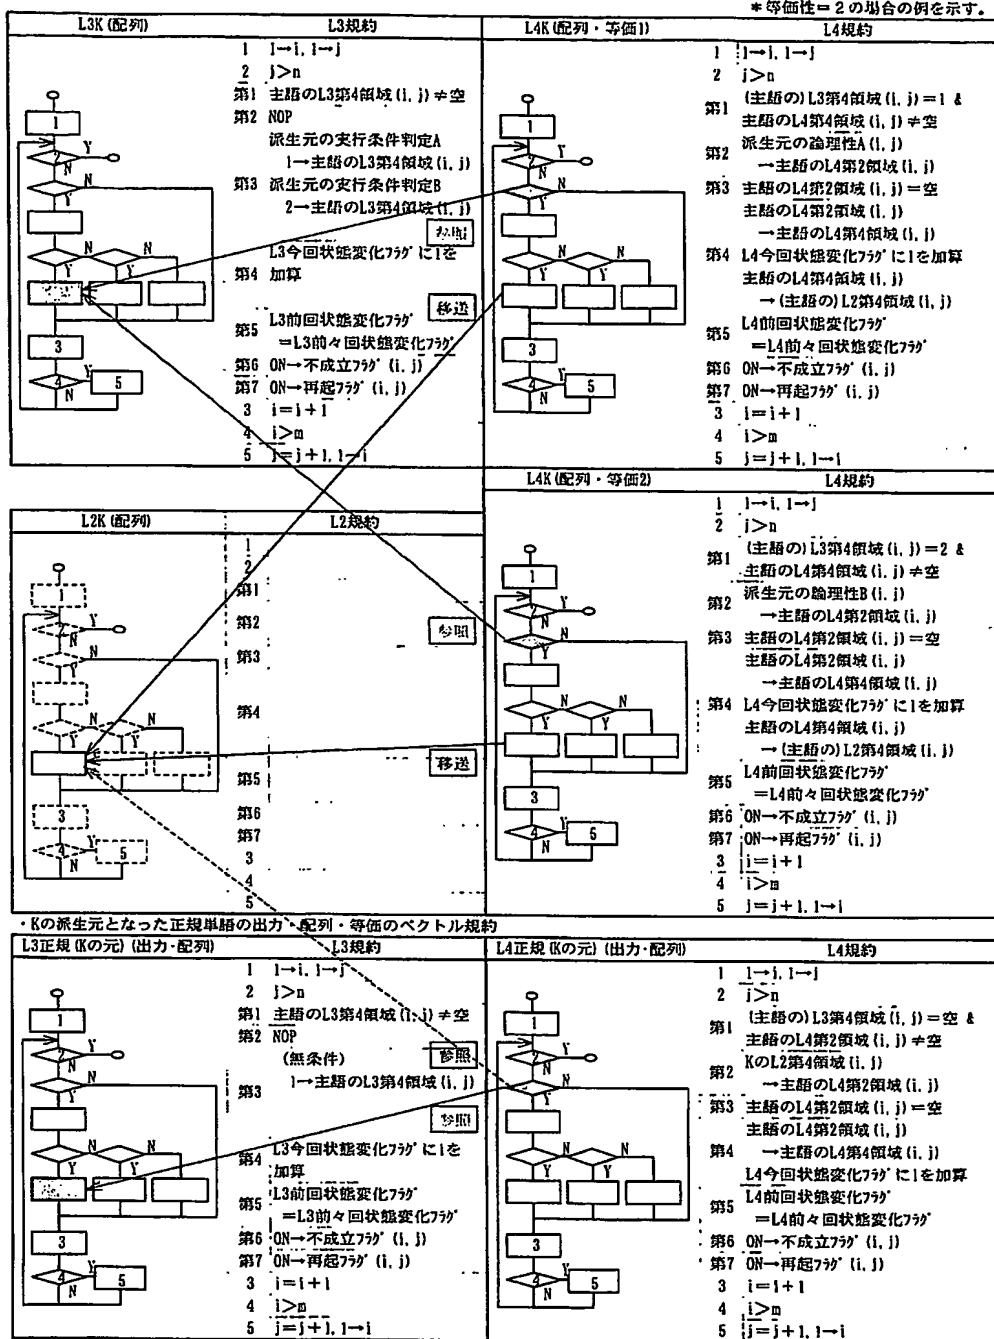 ＊等価性＝2の場合の例を示す。
L3K(配列) L3規約
1 1→i, 1→j
2 j＞n
第1 主語のL3第4領域(i, j)≠空
第2 NOP
派生元の実行条件判定A
1→主語のL3第4領域(i, j)
第3 派生元の実行条件判定B
2→主語のL3第4領域(i, j)
参照
L3今回状態変化フラグに1を
第4 加算
移送
第5 L3前回状態変化フラグ
＝L3前々回状態変化フラグ
第6 ON→不成立フラグ(i, j)
第7 ON→再起フラグ(i, j)
3 i＝i＋1
4 i＞m
5 j＝j＋1, 1→i
1
2
Y
N
N
Y
N
N
Y
Y
3
4
Y
5
N
L4K(配列・等価1) L4規約
1 1→i, 1→j
2 j＞n
第1 (主語の)L3第4領域(i, j)＝1 &
主語のL4第4領域(i, j)≠空
第2 派生元の論理性A(i, j)
→主語のL4第2領域(i, j)
第3 主語のL4第2領域(i, j)＝空
主語のL4第2領域(i, j)
→主語のL4第4領域(i, j)
第4 L4今回状態変化フラグに1を加算
主語のL4第4領域(i, j)
→(主語の)L2第4領域(i, j)
第5 L4前回状態変化フラグ
＝L4前々回状態変化フラグ
第6 ON→不成立フラグ(i, j)
第7 ON→再起フラグ(i, j)
3 i＝i＋1
4 i＞m
5 j＝j＋1, 1→i
1
2
Y
N
N
Y
N
N
Y
Y
3
4
Y
5
N
L2K(配列) L2規約
1
2
第1
第2
参照
第3
第4
移送
第5
第6
第7
3
4
5
1
2
Y
N
N
Y
N
N
Y
Y
3
4
Y
5
N
L4K(配列・等価2) L4規約
1 1→i, 1→j
2 j＞n
第1 (主語の)L3第4領域(i, j)＝2 &
主語のL4第4領域(i, j)≠空
第2 派生元の論理性B(i, j)
→主語のL4第2領域(i, j)
第3 主語のL4第2領域(i, j)＝空
主語のL4第2領域(i, j)
→主語のL4第4領域(i, j)
第4 L4今回状態変化フラグに1を加算
主語のL4第4領域(i, j)
→(主語の)L2第4領域(i, j)
第5 L4前回状態変化フラグ
＝L4前々回状態変化フラグ
第6 ON→不成立フラグ(i, j)
第7 ON→再起フラグ(i, j)
3 i＝i＋1
4 i＞m
5 j＝j＋1, 1→i
1
2
Y
N
N
Y
N
N
Y
Y
3
4
Y
5
N
・Kの派生元となった正規単語の出力・配列・等価のベクトル規約
L3正規(Kの元)(出力・配列) L3規約
1 1→i, 1→j
2 j＞n
第1 主語のL3第4領域(i, j)≠空
第2 NOP
(無条件)
参照
第3 1→主語のL3第4領域(i, j)
参照
第4 L3今回状態変化フラグに1を
加算
第5 L3前回状態変化フラグ
＝L3前々回状態変化フラグ
第6 ON→不成立フラグ(i, j)
第7 ON→再起フラグ(i, j)
3 i＝i＋1
4 i＞m
5 j＝j＋1, 1→i
1
2
Y
N
N
Y
N
N
Y
Y
3
4
Y
5
N
L4正規(Kの元)(出力・配列) L4規約
1 1→i, 1→j
2 j＞n
第1 (主語の)L3第4領域(i, j)＝空 &
主語のL4第2領域(i, j)≠空
第2 KのL2第4領域(i, j)
→主語のL4第2領域(i, j)
第3 主語のL4第2領域(i, j)＝空
主語のL4第2領域(i, j)
第4 →主語のL4第4領域(i, j)
L4今回状態変化フラグに1を加算
第5 L4前回状態変化フラグ
＝L4前々回状態変化フラグ
第6 ON→不成立フラグ(i, j)
第7 ON→再起フラグ(i, j)
3 i＝i＋1
4 i＞m
5 j＝j＋1, 1→i
1
2
Y
N
N
Y
N
N
Y
Y
3
4
Y
5
N